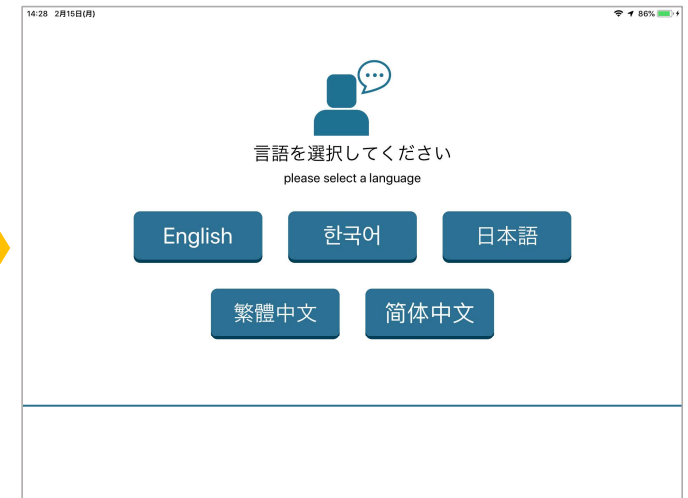 14:28 2月15日(月) 86%
言語を選択してください
please select a language
English 한국어 日本語
繁體中文 简体中文